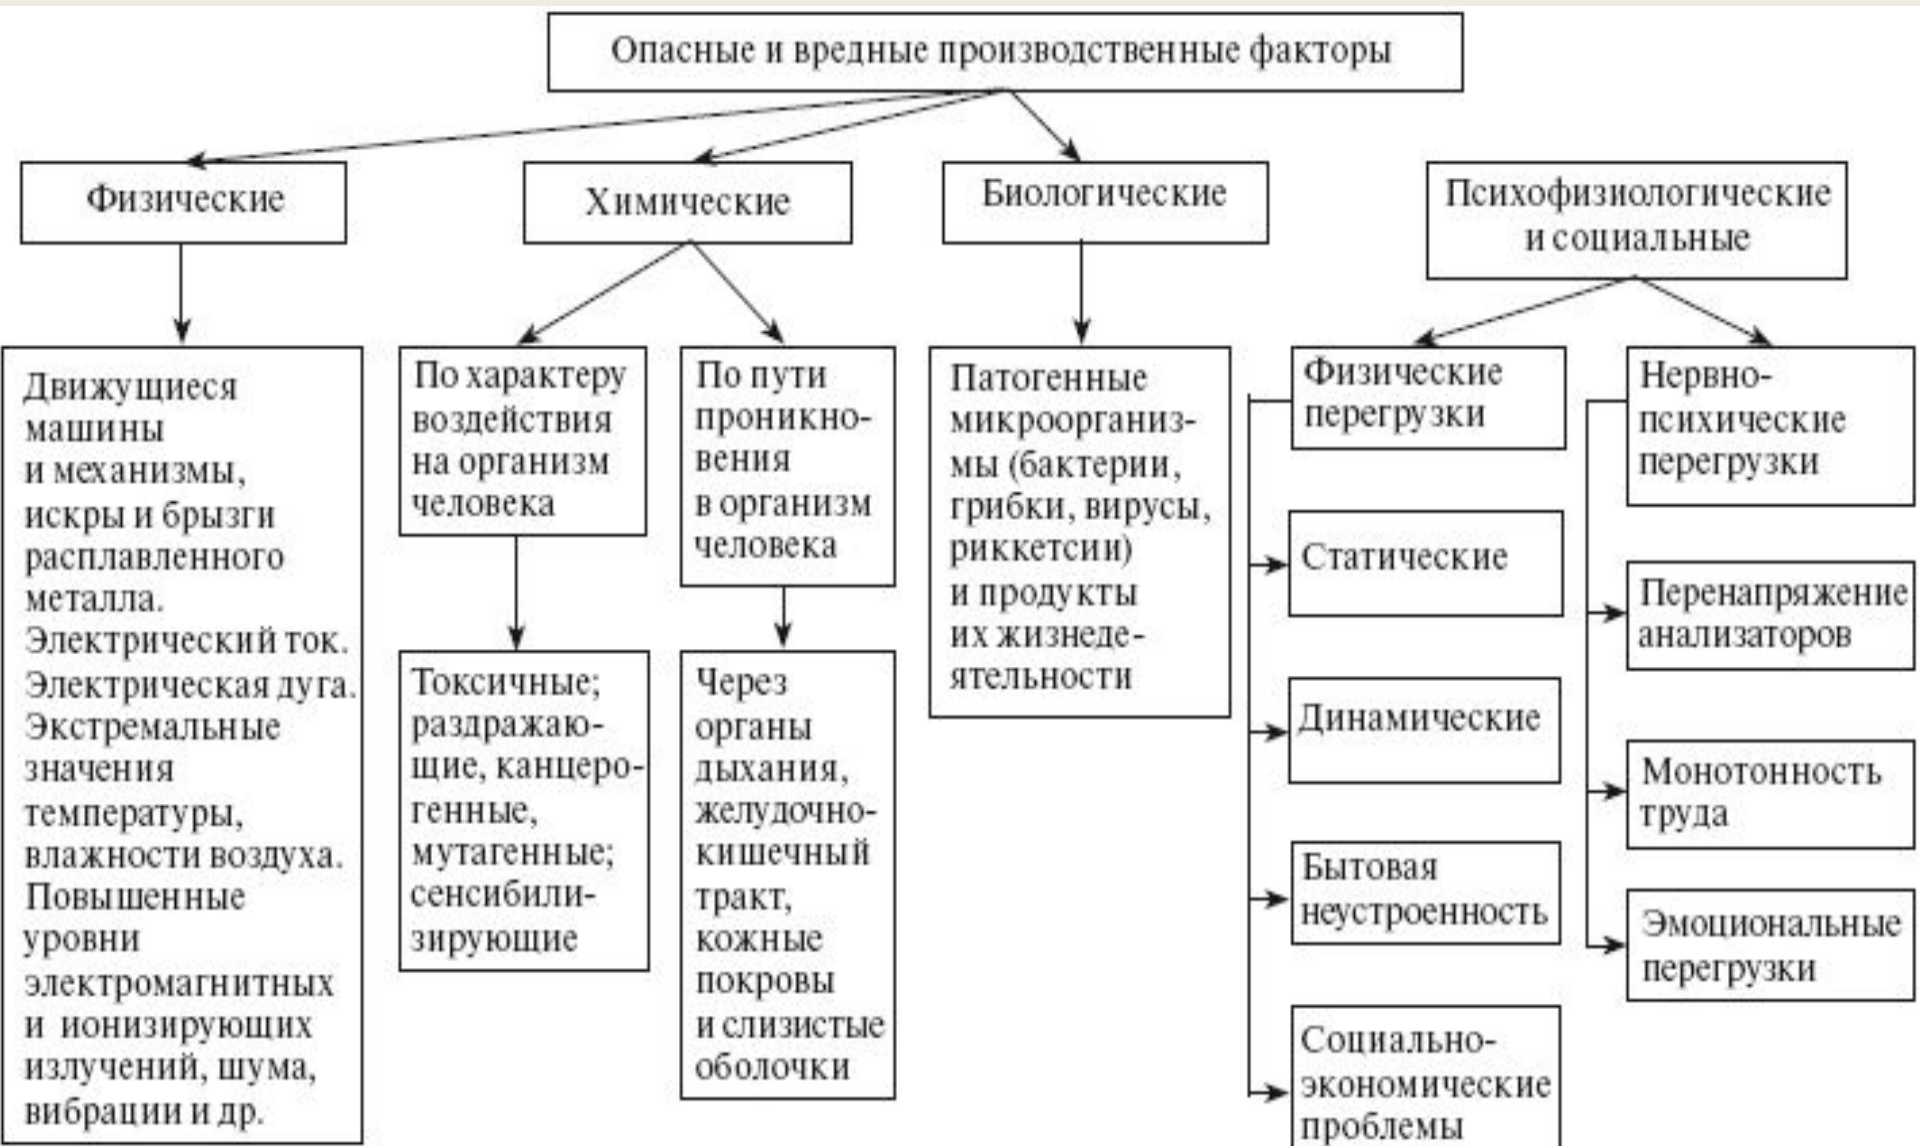 Опасные и вредные производственные факторы
Физические
Химические
Биологические
Психофизиологические
и социальные
Движущиеся
машины
и механизмы,
искры и брызги
расплавленного
металла.
Электрический ток.
Электрическая дуга.
Экстремальные
значения
температуры,
влажности воздуха.
Повышенные
уровни
электромагнитных
и ионизирующих
излучений, шума,
вибрации и др.
По характеру
воздействия
на организм
человека
Токсичные;
раздражаю-
щие, канцеро-
генные,
мутагенные;
сенсибили-
зирующие
По пути
проникно-
вения
в организм
человека
Через
органы
дыхания,
желудочно-
кишечный
тракт,
кожные
покровы
и слизистые
оболочки
Патогенные
микроорганиз-
мы (бактерии,
грибки, вирусы,
риккетсии)
и продукты
их жизнеде-
ятельности
Физические
перегрузки
Статические
Динамические
Бытовая
неустроенность
Социально-
экономические
проблемы
Нервно-
психические
перегрузки
Перенапряжение
анализаторов
Монотонность
труда
Эмоциональные
перегрузки